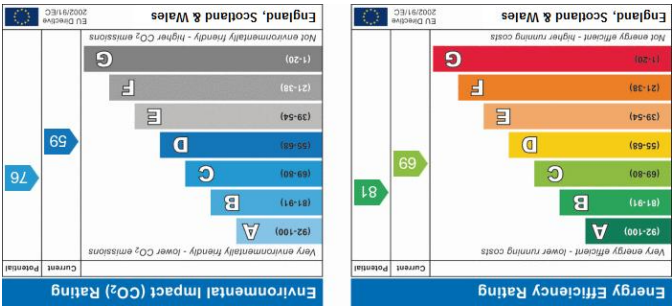 Energy Efficiency Rating
Current Potential
Very energy efficient - lower running costs
(92-100) A
(81-91) B
(69-80) C
(55-68) D
(39-54) E
(21-38) F
(1-20) G
Not energy efficient - higher running costs
69
81
England, Scotland & Wales
EU Directive
2002/91/EC
Environmental Impact (CO₂) Rating
Current Potential
Very environmentally friendly - lower CO₂ emissions
(92-100) A
(81-91) B
(69-80) C
(55-68) D
(39-54) E
(21-38) F
(1-20) G
Not environmentally friendly - higher CO₂ emissions
59
76
England, Scotland & Wales
EU Directive
2002/91/EC